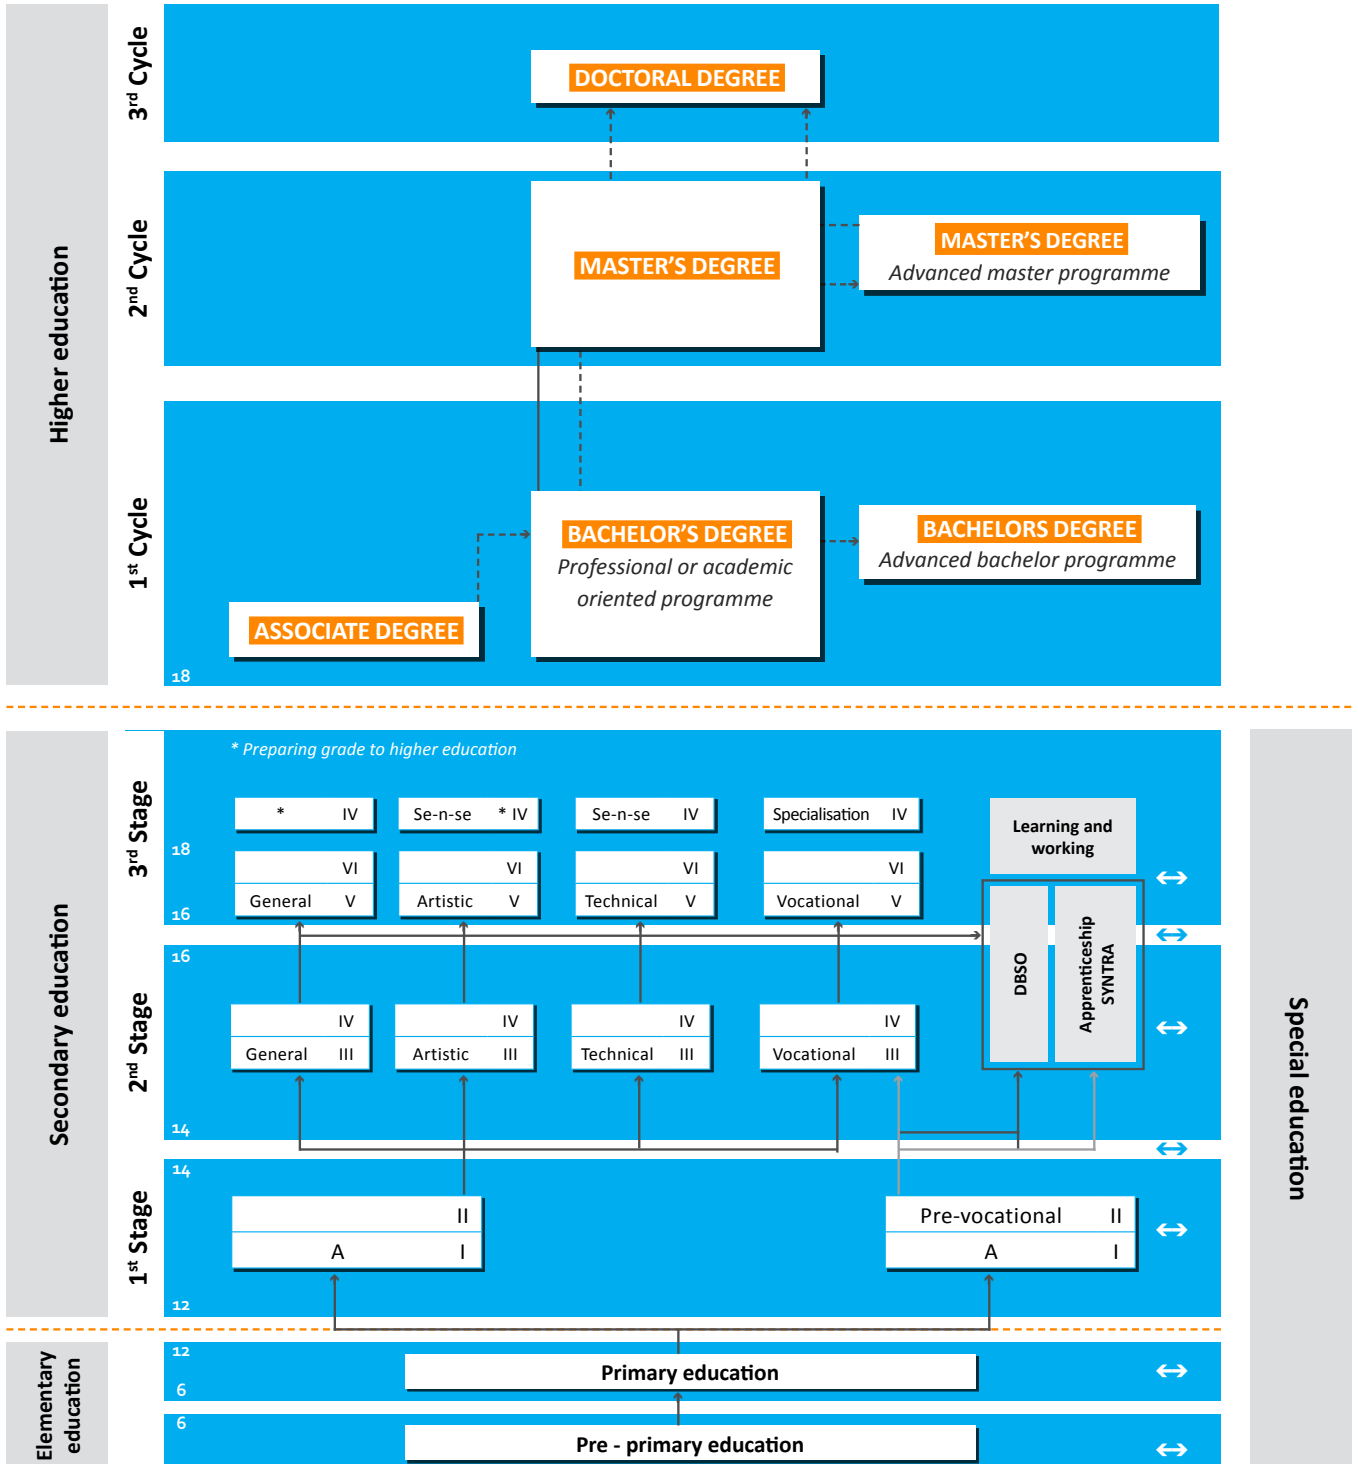 Higher education
3rd Cycle
DOCTORAL DEGREE
2nd Cycle
MASTER'S DEGREE
MASTER'S DEGREE
Advanced master programme
1st Cycle
BACHELOR'S DEGREE
Professional or academic
oriented programme
BACHELORS DEGREE
Advanced bachelor programme
ASSOCIATE DEGREE
18
Secondary education
Special education
3rd Stage
* Preparing grade to higher education
* IV
Se-n-se * IV
Se-n-se IV
Specialisation IV
Learning and
working
18
VI
VI
VI
VI
General V
Artistic V
Technical V
Vocational V
16
DBSO
Apprenticeship
SYNTRA
2nd Stage
16
IV
IV
IV
IV
General III
Artistic III
Technical III
Vocational III
14
1st Stage
14
II
A I
Pre-vocational II
A I
12
Elementary
education
12
Primary education
6
6
Pre - primary education